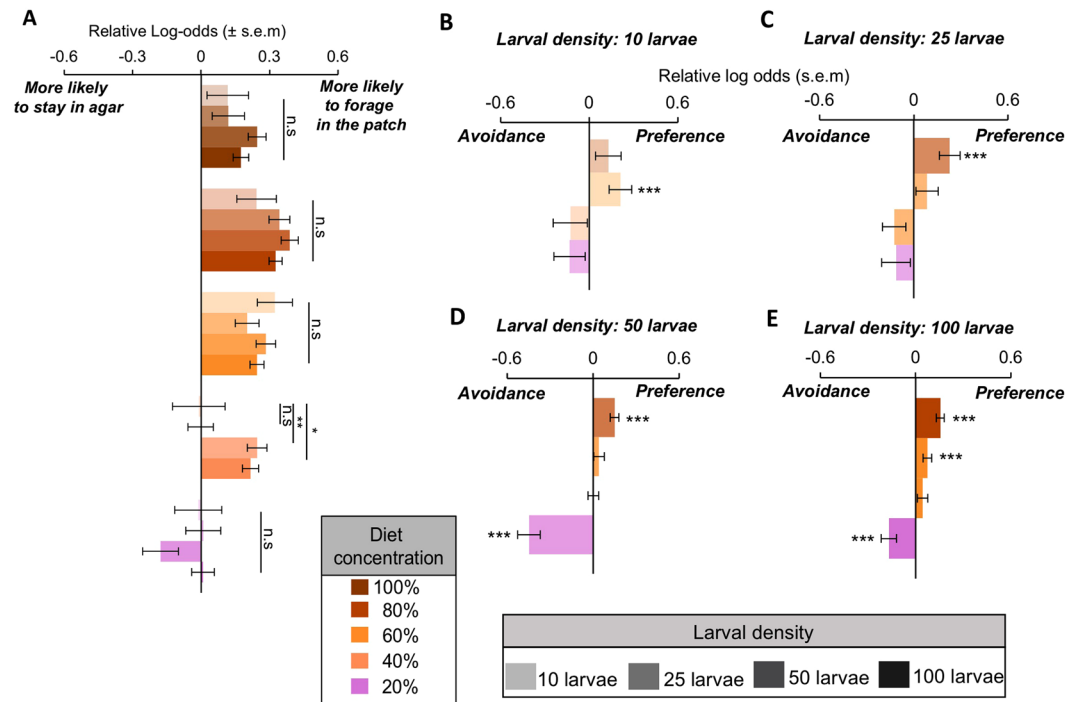 A
Relative Log-odds (± s.e.m)
-0.6 -0.3 0 0.3 0.6
More likely
to stay in agar
More likely
to forage
in the patch
n.s
n.s
n.s
n.s
**
*
n.s
B
Larval density: 10 larvae
C
Larval density: 25 larvae
Relative log odds (s.e.m)
-0.6 0 0.6
Avoidance Preference
***
-0.6 0 0.6
Avoidance Preference
***
D
Larval density: 50 larvae
-0.6 0 0.6
Avoidance Preference
***
***
E
Larval density: 100 larvae
-0.6 0 0.6
Avoidance Preference
***
***
***
Diet
concentration
100%
80%
60%
40%
20%
Larval density
10 larvae 25 larvae 50 larvae 100 larvae